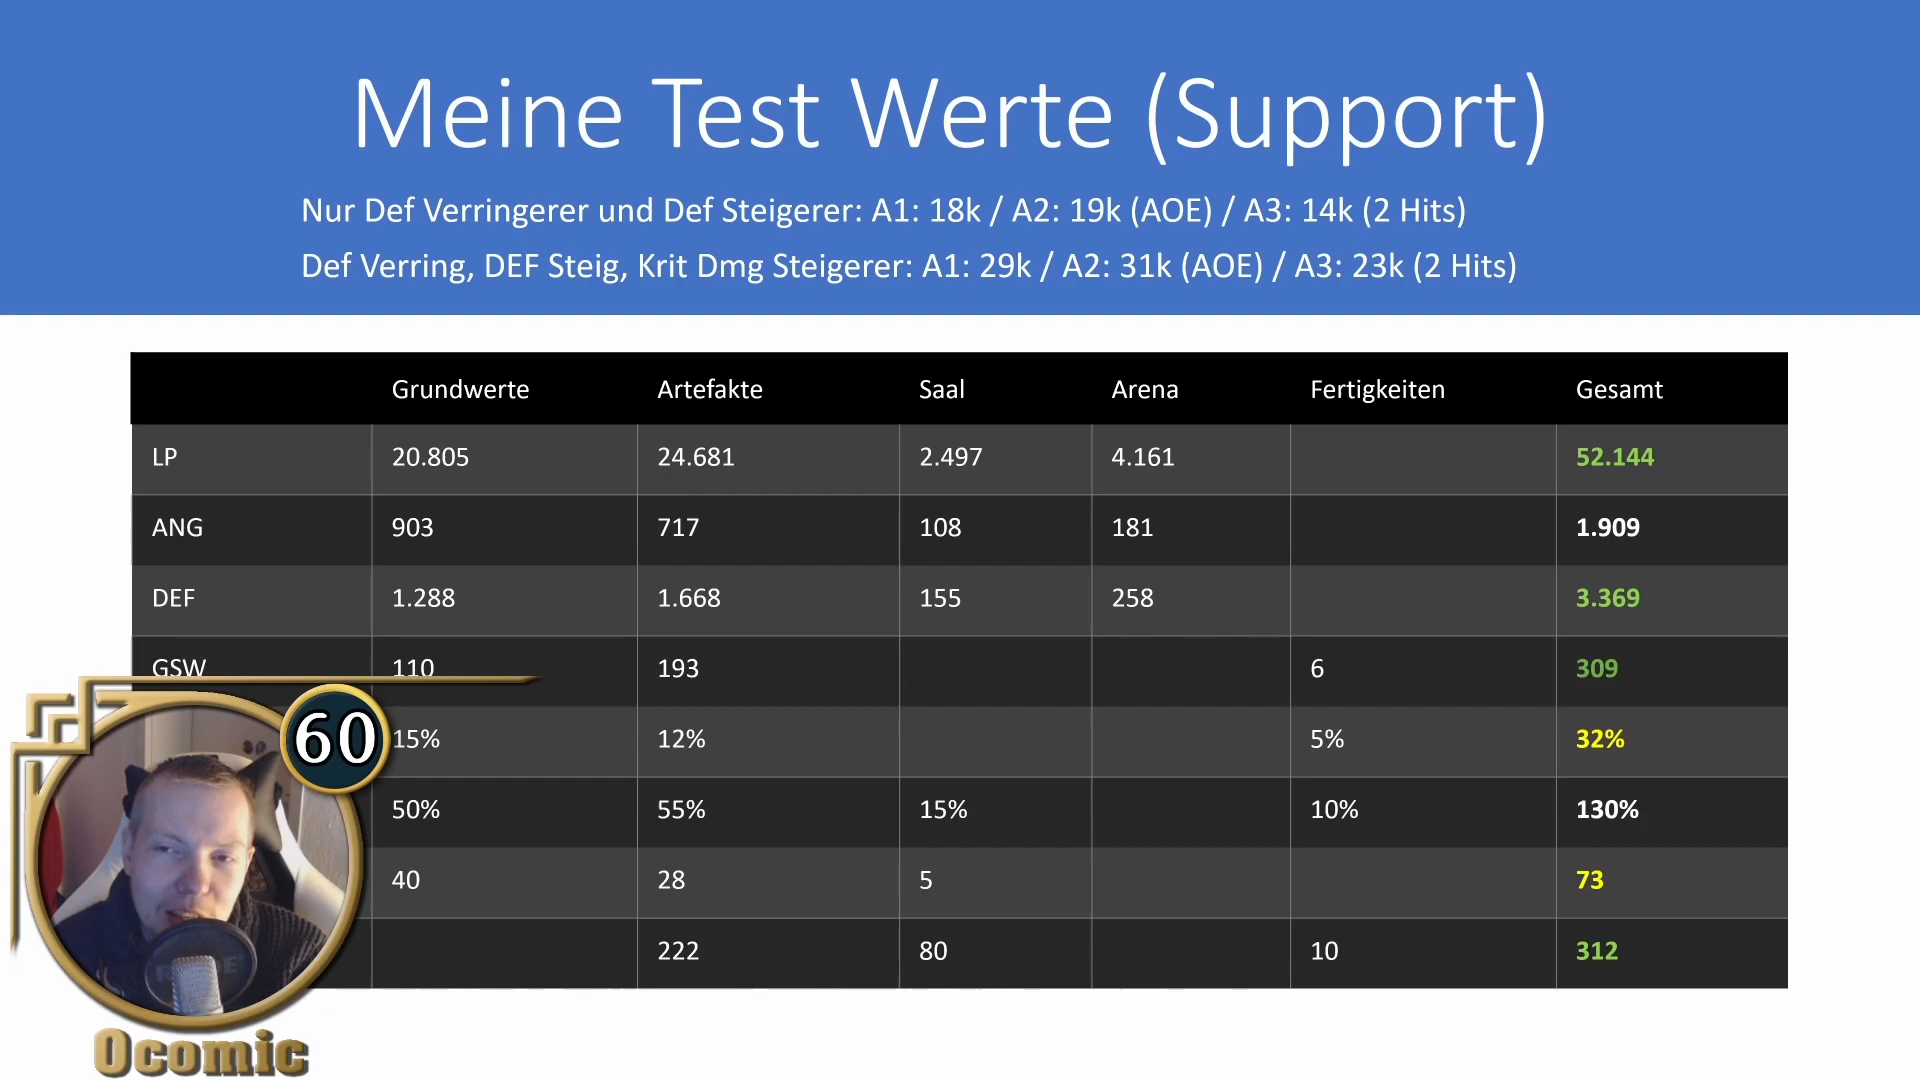 Meine Test Werte (Support)
Nur Def Verringerer und Def Steigerer: A1: 18k / A2: 19k (AOE) / A3: 14k (2 Hits)
Def Verring, DEF Steig, Krit Dmg Steigerer: A1: 29k / A2: 31k (AOE) / A3: 23k (2 Hits)
Grundwerte Artefakte Saal Arena Fertigkeiten Gesamt
LP 20.805 24.681 2.497 4.161 52.144
ANG 903 717 108 181 1.909
DEF 1.288 1.668 155 258 3.369
GSW 110 193 6 309
15% 12% 5% 32%
50% 55% 15% 10% 130%
40 28 5 73
222 80 10 312
60
Ocomic